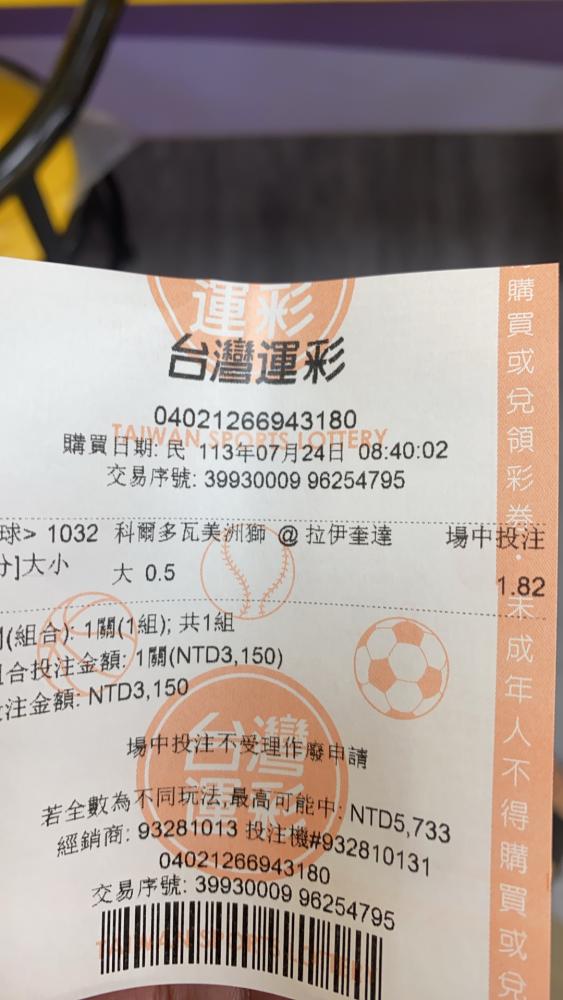 運彩
台灣運彩
TAIWAN SPORTS LOTTERY
04021266943180
購買日期: 民 113年07月24日 08:40:02
交易序號: 39930009 96254795
球> 1032 科爾多瓦美洲獅 @ 拉伊奎達 場中投注
]大小 大 0.5 1.82
(組合): 1關(1組); 共1組
合投注金額: 1關(NTD3,150)
注金額: NTD3,150
場中投注不受理作廢申請
台灣運彩
若全數為不同玩法,最高可能中: NTD5,733
經銷商: 93281013 投注機#932810131
04021266943180
交易序號: 39930009 96254795
購買或兌領彩券・未成年人不得購買或兌